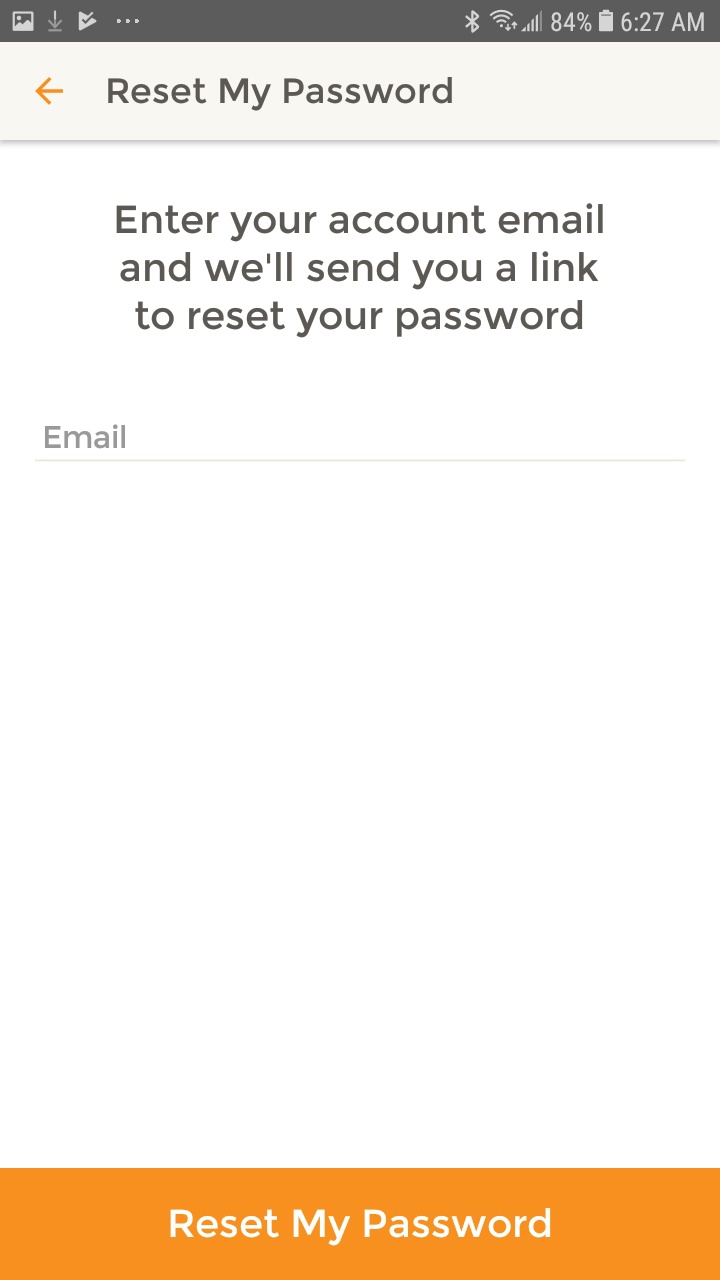 84% 6:27 AM
Reset My Password
Enter your account email
and we'll send you a link
to reset your password
Email
Reset My Password